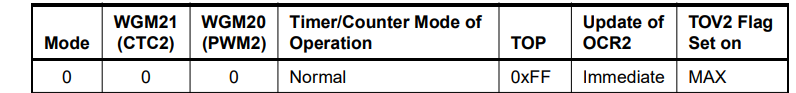 Mode WGM21 (CTC2) WGM20 (PWM2) Timer/Counter Mode of Operation TOP Update of OCR2 TOV2 Flag Set on
0 0 0 Normal 0xFF Immediate MAX